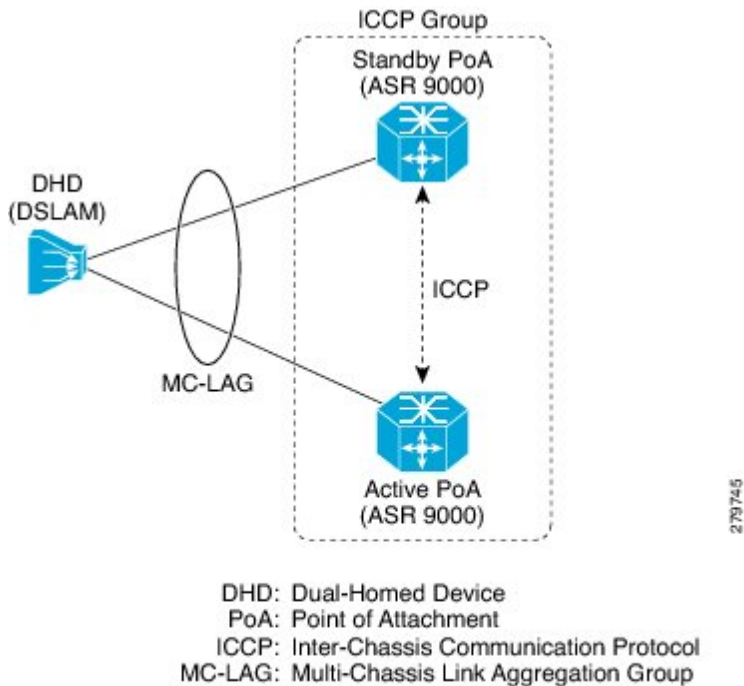 ICCP Group
Standby PoA
(ASR 9000)
DHD
(DSLAM)
ICCP
MC-LAG
Active PoA
(ASR 9000)
279745
DHD: Dual-Homed Device
PoA: Point of Attachment
ICCP: Inter-Chassis Communication Protocol
MC-LAG: Multi-Chassis Link Aggregation Group